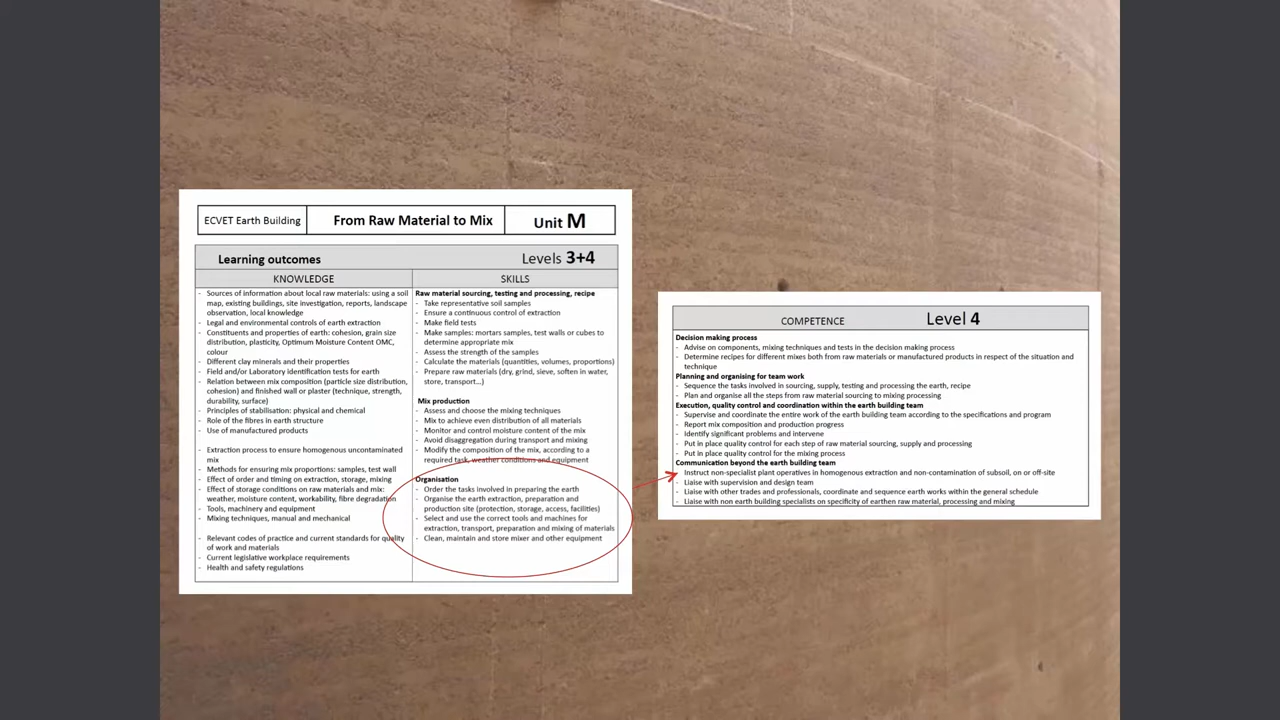 ECVET Earth Building
From Raw Material to Mix
Unit M
Learning outcomes
Levels 3+4
KNOWLEDGE
- Sources of information about local raw materials: using a soil
map, existing buildings, site investigation, reports, landscape
observation, local knowledge
- Legal and environmental controls of earth extraction
- Constituents and properties of earth: cohesion, grain size
distribution, plasticity, Optimum Moisture Content OMC,
colour
- Different clay minerals and their properties
- Field and/or Laboratory identification tests for earth
- Relation between mix composition (particle size distribution,
cohesion) and finished wall or plaster (technique, strength,
durability, surface)
- Principles of stabilisation: physical and chemical
- Role of the fibres in earth structure
- Use of manufactured products
- Extraction process to ensure homogenous uncontaminated
mix
- Methods for ensuring mix proportions: samples, test wall
- Effect of order and timing on extraction, storage, mixing
- Effect of storage conditions on raw materials and mix:
weather, moisture content, workability, fibre degradation
- Tools, machinery and equipment
- Mixing techniques, manual and mechanical
- Relevant codes of practice and current standards for quality
of work and materials
- Current legislative workplace requirements
- Health and safety regulations
SKILLS
Raw material sourcing, testing and processing, recipe
- Take representative soil samples
- Ensure a continuous control of extraction
- Make field tests
- Make samples: mortars samples, test walls or cubes to
determine appropriate mix
- Assess the strength of the samples
- Calculate the materials (quantities, volumes, proportions)
- Prepare raw materials (dry, grind, sieve, soften in water,
store, transport...)
Mix production
- Assess and choose the mixing techniques
- Mix to achieve even distribution of all materials
- Monitor and control moisture content of the mix
- Avoid disaggregation during transport and mixing
- Modify the composition of the mix, according to a
required task, weather conditions and equipment
Organisation
- Order the tasks involved in preparing the earth
- Organise the earth extraction, preparation and
production site (protection, storage, access, facilities)
- Select and use the correct tools and machines for
extraction, transport, preparation and mixing of materials
- Clean, maintain and store mixer and other equipment
COMPETENCE
Level 4
Decision making process
- Advise on components, mixing techniques and tests in the decision making process
- Determine recipes for different mixes both from raw materials or manufactured products in respect of the situation and
technique
Planning and organising for team work
- Sequence the tasks involved in sourcing, supply, testing and processing the earth, recipe
- Plan and organise all the steps from raw material sourcing to mixing processing
Execution, quality control and coordination within the earth building team
- Supervise and coordinate the entire work of the earth building team according to the specifications and program
- Report mix composition and production progress
- Identify significant problems and intervene
- Put in place quality control for each step of raw material sourcing, supply and processing
- Put in place quality control for the mixing process
Communication beyond the earth building team
- Instruct non-specialist plant operatives in homogenous extraction and non-contamination of subsoil, on or off-site
- Liaise with supervision and design team
- Liaise with other trades and professionals, coordinate and sequence earth works within the general schedule
- Liaise with non earth building specialists on specificity of earthen raw material, processing and mixing